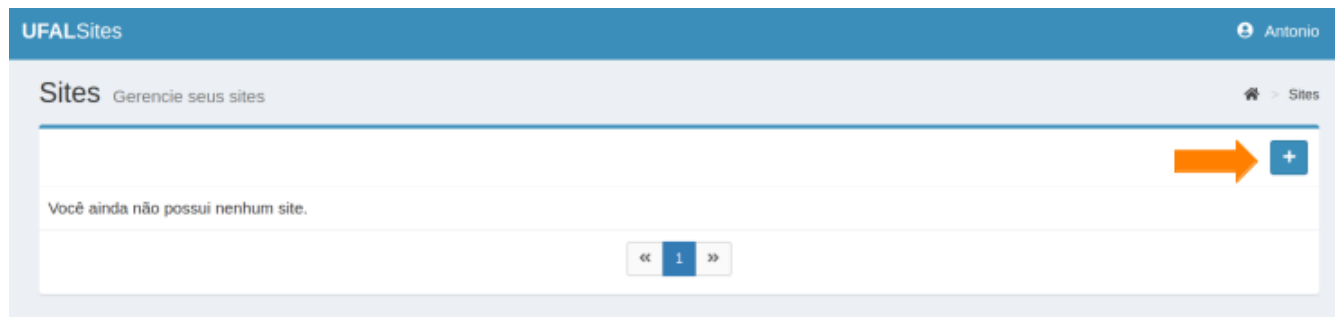 UFALSites
Antonio
Sites Gerencie seus sites
> Sites
+
Você ainda não possui nenhum site.
« 1 »